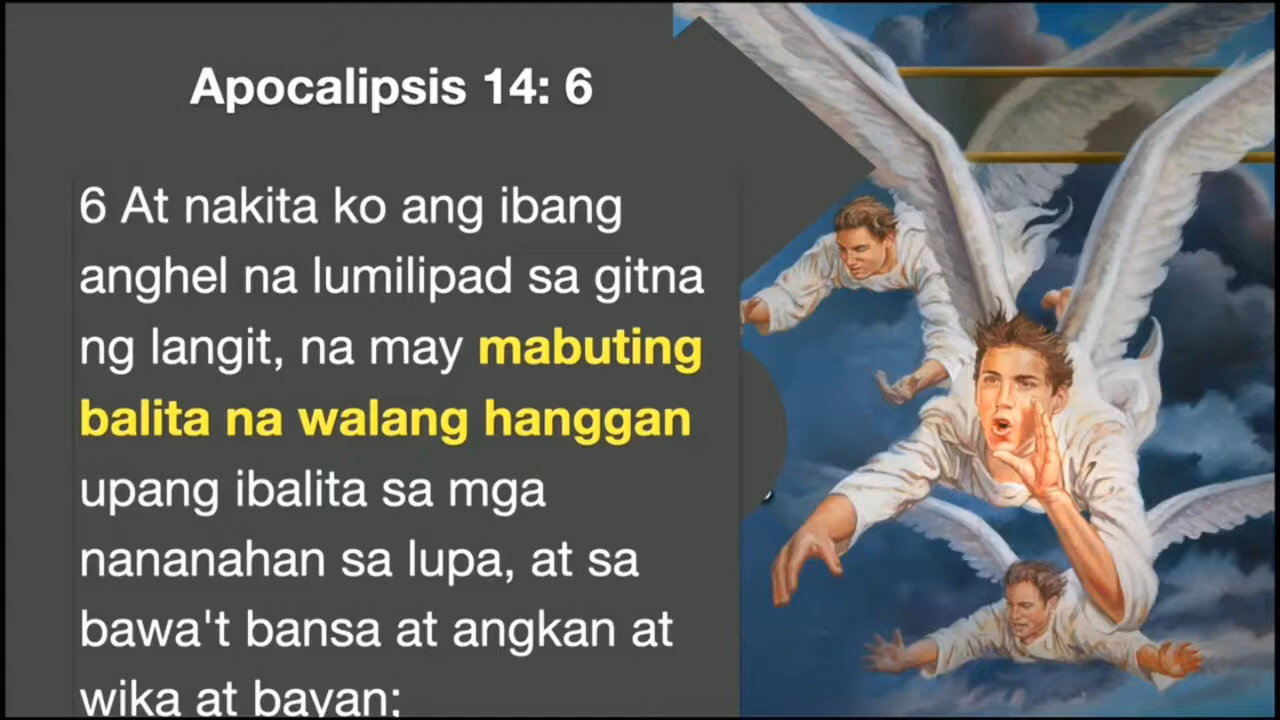 Apocalipsis 14: 6
6 At nakita ko ang ibang
anghel na lumilipad sa gitna
ng langit, na may mabuting
balita na walang hanggan
upang ibalita sa mga
nananahan sa lupa, at sa
bawa't bansa at angkan at
wika at bayan;